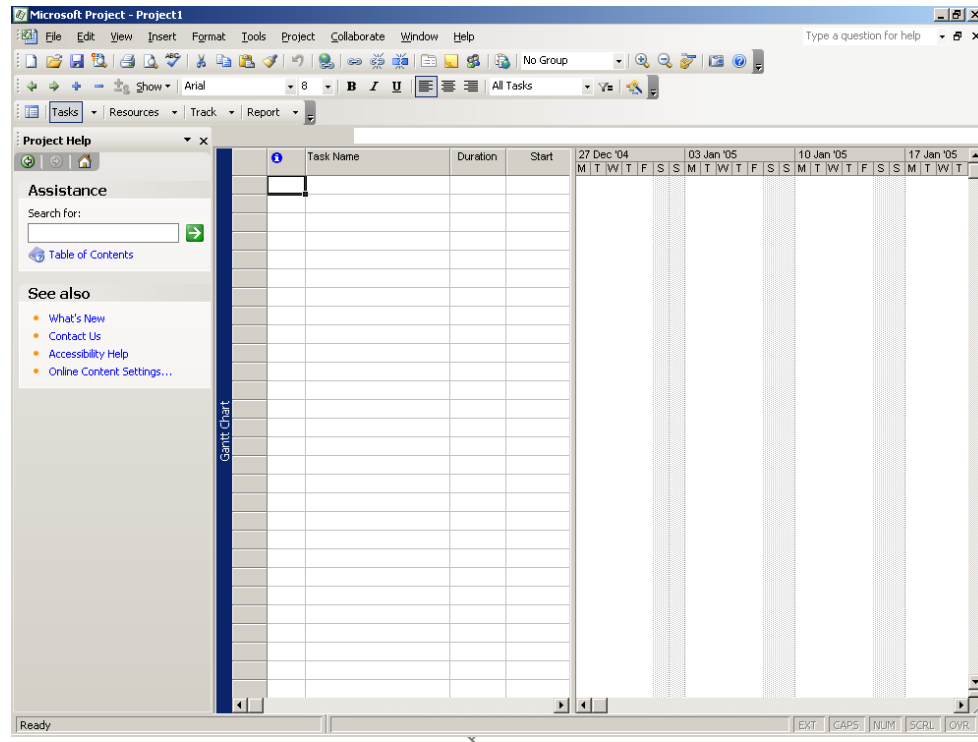 Microsoft Project - Project1
File Edit View Insert Format Tools Project Collaborate Window Help Type a question for help
No Group
Show Arial 8 B I U All Tasks
Tasks Resources Track Report
Project Help
Assistance
Search for:
Table of Contents
See also
What's New
Contact Us
Accessibility Help
Online Content Settings...
Gantt Chart
Task Name Duration Start
27 Dec '04 03 Jan '05 10 Jan '05 17 Jan '05
M T W T F S S M T W T F S S M T W T F S S M T W T
Ready EXT CAPS NUM SCRL OVR